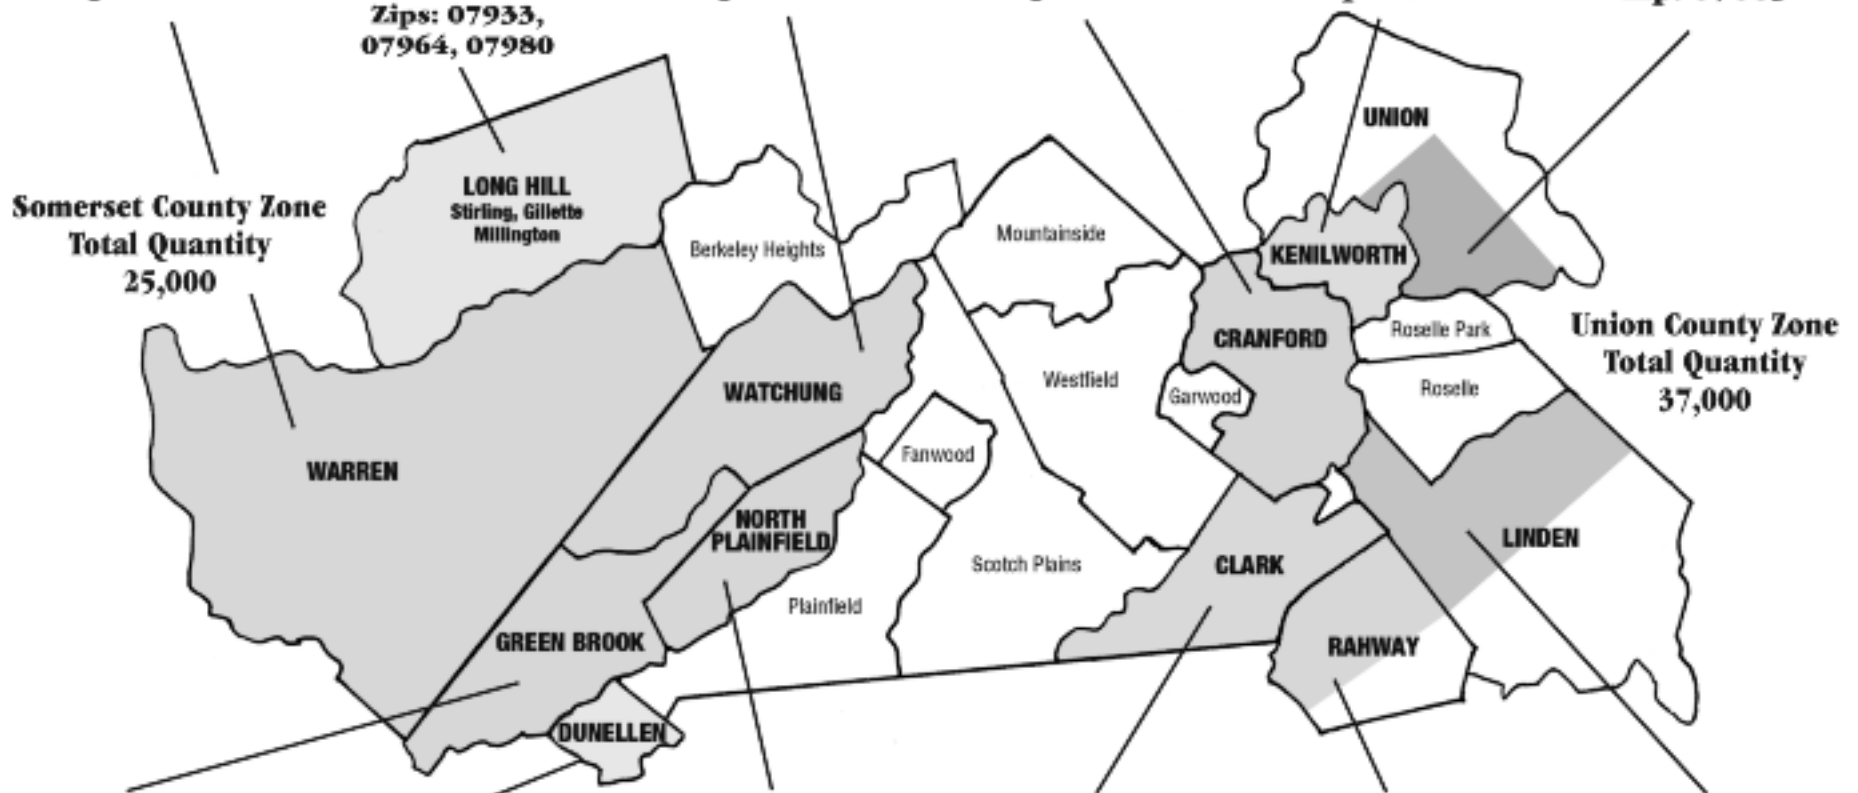 Zips: 07933,
07964, 07980
UNION
LONG HILL
Stirling, Gillette
Millington
Somerset County Zone
Total Quantity
25,000
Berkeley Heights
Mountainside
KENILWORTH
Roselle Park
Union County Zone
Total Quantity
37,000
CRANFORD
Westfield
Garwood
Roselle
WATCHUNG
Fanwood
WARREN
NORTH
PLAINFIELD
LINDEN
Scotch Plains
CLARK
Plainfield
GREEN BROOK
RAHWAY
DUNELLEN